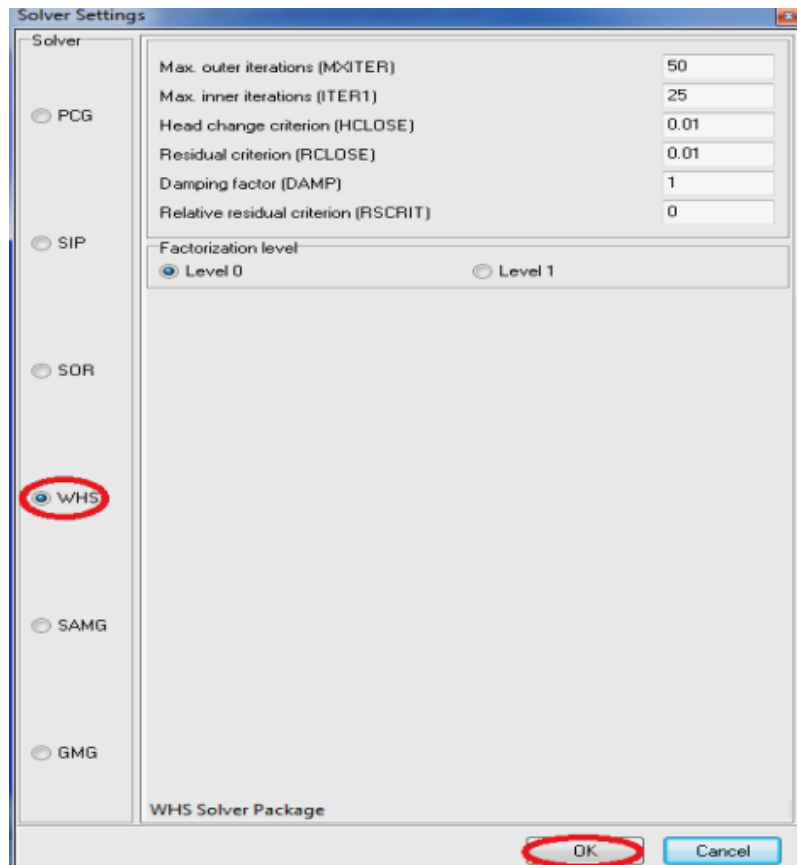 Solver Settings
Solver
PCG
SIP
SOR
WHS
SAMG
GMG
Max. outer iterations (MXITER) 50
Max. inner iterations (ITER1) 25
Head change criterion (HCLOSE) 0.01
Residual criterion (RCLOSE) 0.01
Damping factor (DAMP) 1
Relative residual criterion (RSCRIT) 0
Factorization level
Level 0 Level 1
WHS Solver Package
OK Cancel